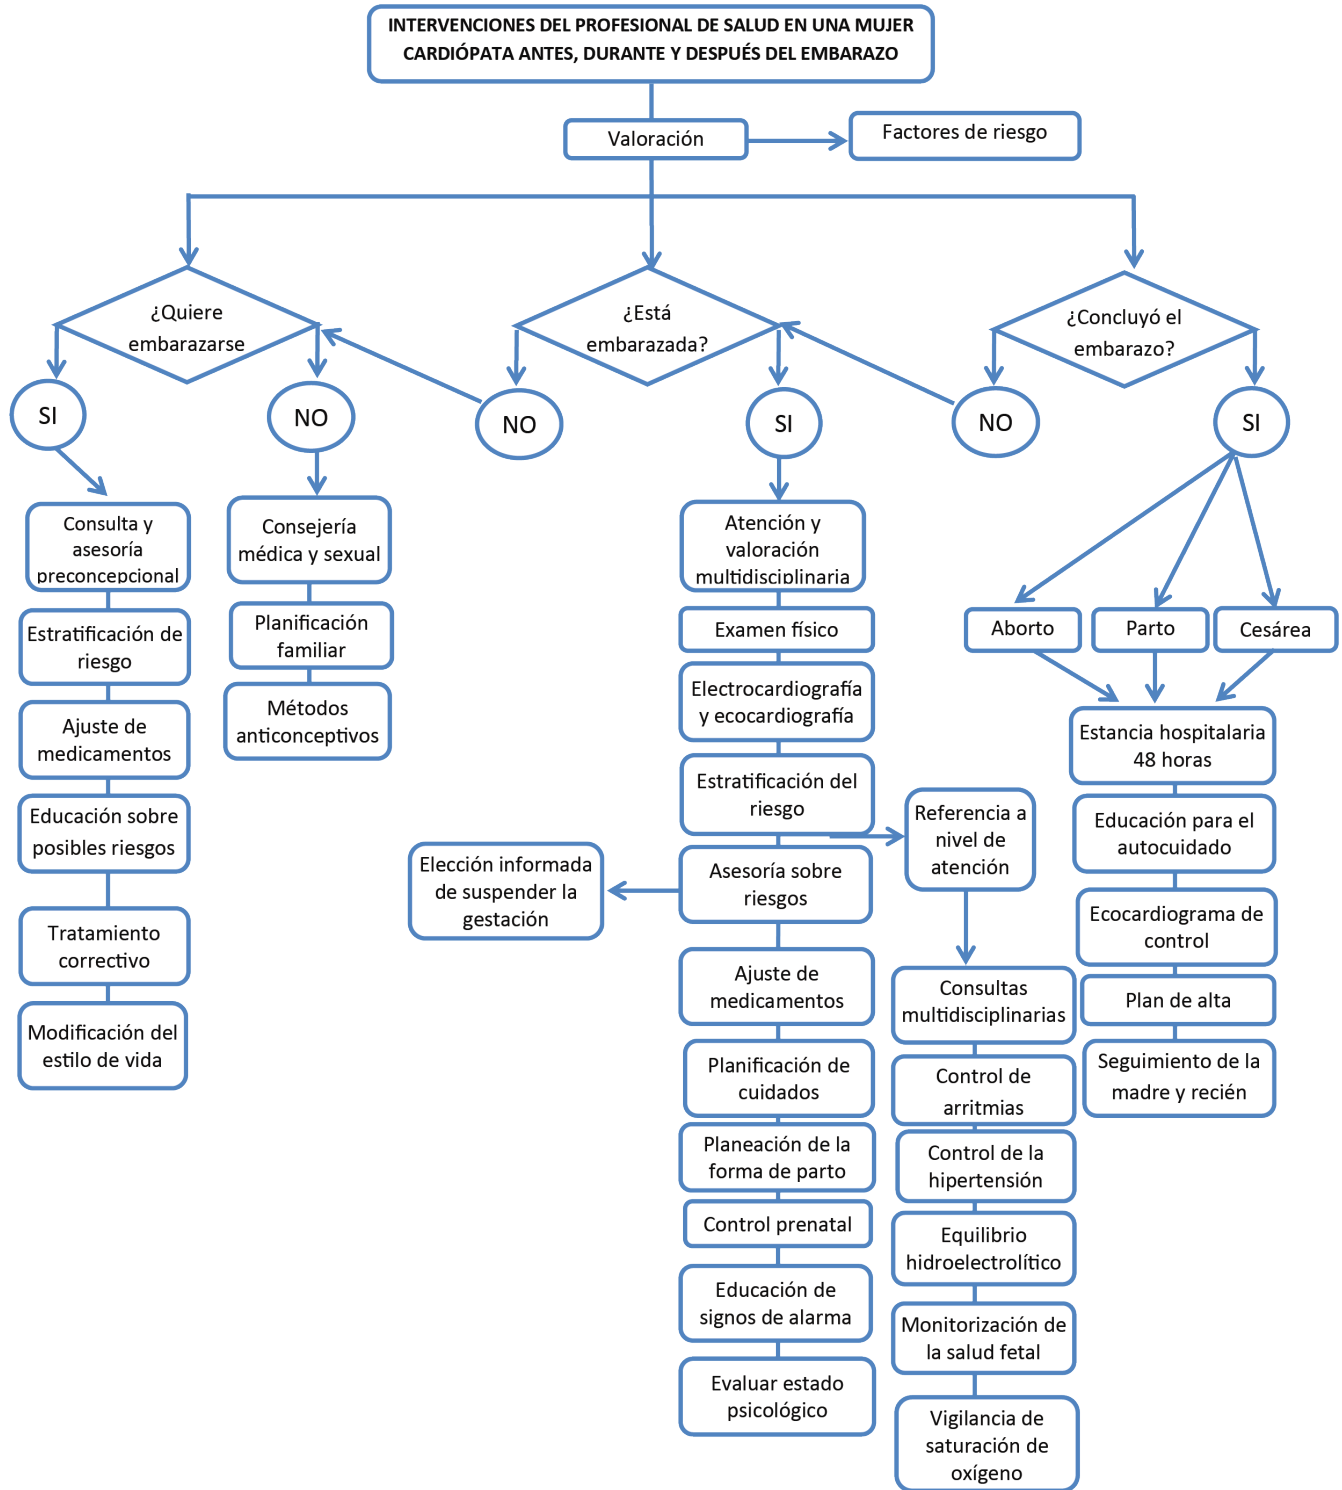 INTERVENCIONES DEL PROFESIONAL DE SALUD EN UNA MUJER
CARDIÓPATA ANTES, DURANTE Y DESPUÉS DEL EMBARAZO
Valoración
Factores de riesgo
¿Quiere
embarazarse
¿Está
embarazada?
¿Concluyó el
embarazo?
SI
NO
NO
SI
NO
SI
Consulta y
asesoría
preconcepcional
Estratificación de
riesgo
Ajuste de
medicamentos
Educación sobre
posibles riesgos
Tratamiento
correctivo
Modificación del
estilo de vida
Consejería
médica y sexual
Planificación
familiar
Métodos
anticonceptivos
Atención y
valoración
multidisciplinaria
Examen físico
Electrocardiografía
y ecocardiografía
Estratificación del
riesgo
Asesoría sobre
riesgos
Elección informada
de suspender la
gestación
Ajuste de
medicamentos
Planificación de
cuidados
Planeación de la
forma de parto
Control prenatal
Educación de
signos de alarma
Evaluar estado
psicológico
Referencia a
nivel de
atención
Consultas
multidisciplinarias
Control de
arritmias
Control de la
hipertensión
Equilibrio
hidroelectrolítico
Monitorización de
la salud fetal
Vigilancia de
saturación de
oxígeno
Aborto
Parto
Cesárea
Estancia hospitalaria
48 horas
Educación para el
autocuidado
Ecocardiograma de
control
Plan de alta
Seguimiento de la
madre y recién